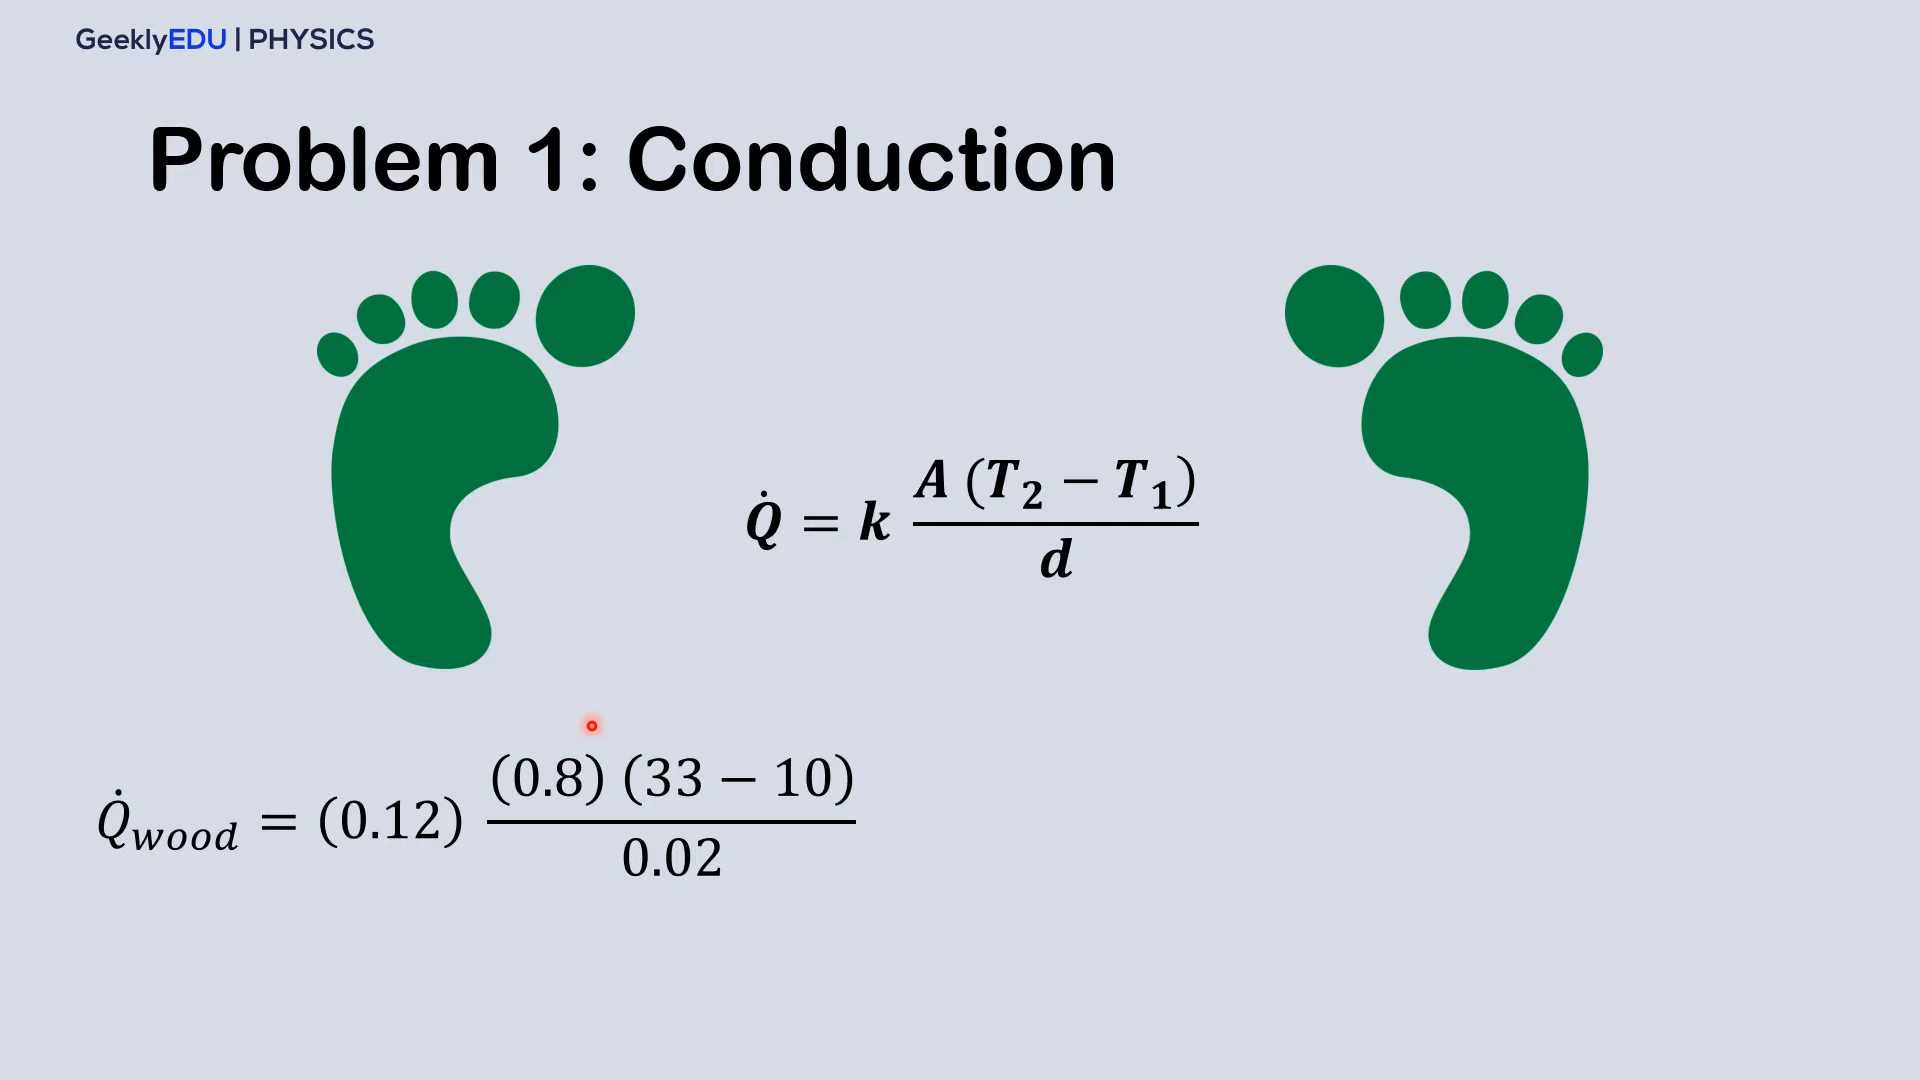 GeeklyEDU | PHYSICS
Problem 1: Conduction
Q̇ = k A (T₂ − T₁) / d
Q̇wood = (0.12) (0.8) (33 − 10) / 0.02